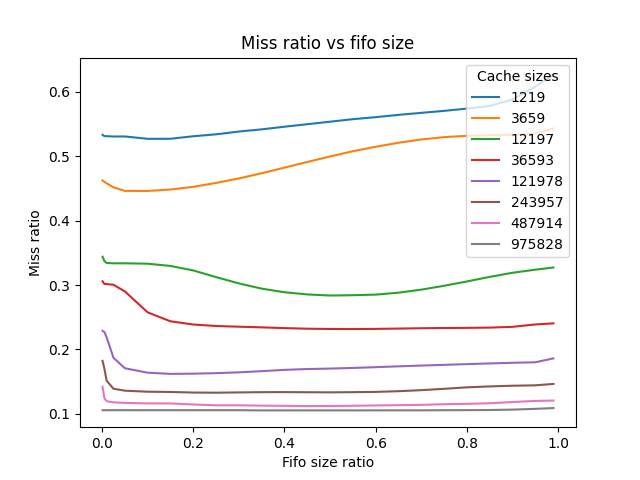 Miss ratio vs fifo size
Cache sizes
1219
3659
12197
36593
121978
243957
487914
975828
Miss ratio
0.6
0.5
0.4
0.3
0.2
0.1
0.0 0.2 0.4 0.6 0.8 1.0
Fifo size ratio